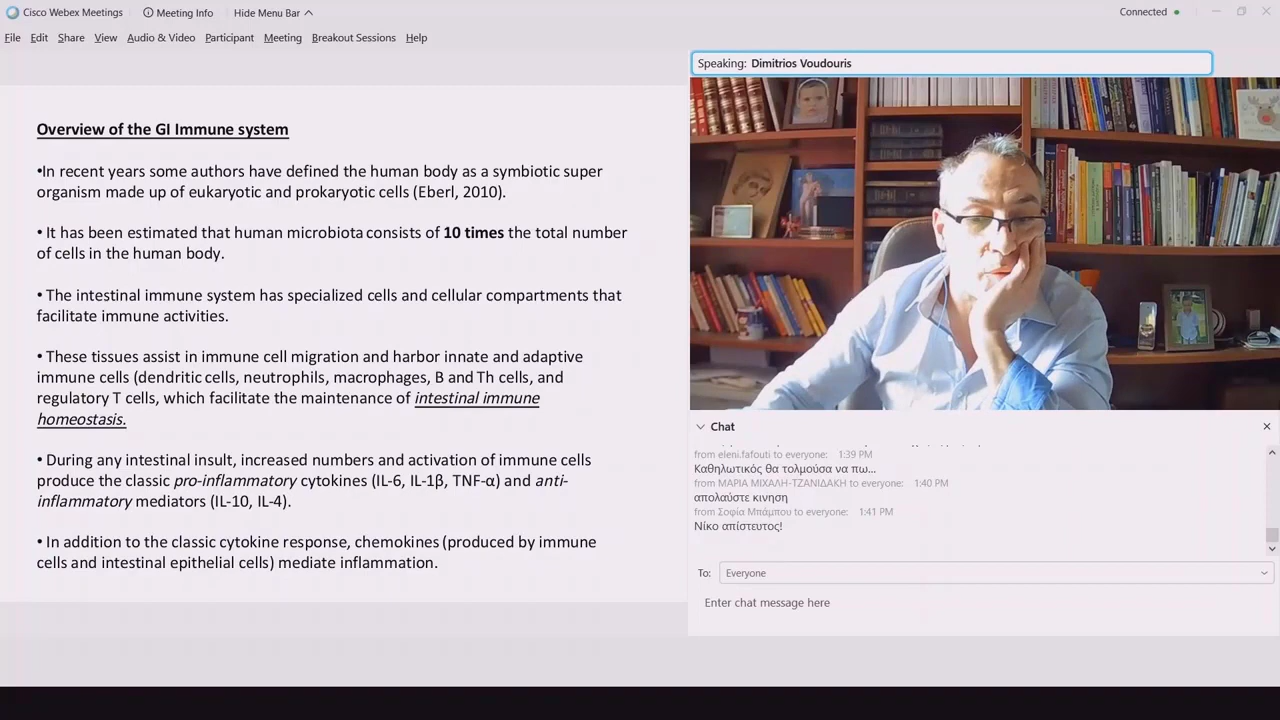 Cisco Webex Meetings Meeting Info Hide Menu Bar Connected
File Edit Share View Audio & Video Participant Meeting Breakout Sessions Help
Speaking: Dimitrios Voudouris
Overview of the GI Immune system
•In recent years some authors have defined the human body as a symbiotic super
organism made up of eukaryotic and prokaryotic cells (Eberl, 2010).
• It has been estimated that human microbiota consists of 10 times the total number
of cells in the human body.
• The intestinal immune system has specialized cells and cellular compartments that
facilitate immune activities.
• These tissues assist in immune cell migration and harbor innate and adaptive
immune cells (dendritic cells, neutrophils, macrophages, B and Th cells, and
regulatory T cells, which facilitate the maintenance of intestinal immune
homeostasis.
• During any intestinal insult, increased numbers and activation of immune cells
produce the classic pro-inflammatory cytokines (IL-6, IL-1β, TNF-α) and anti-
inflammatory mediators (IL-10, IL-4).
• In addition to the classic cytokine response, chemokines (produced by immune
cells and intestinal epithelial cells) mediate inflammation.
Chat
from eleni.fafouti to everyone: 1:39 PM
Καθηλωτικός θα τολμούσα να πω...
from ΜΑΡΙΑ ΜΙΧΑΛΗ-ΤΖΑΝΙΔΑΚΗ to everyone: 1:40 PM
απολαύστε κινηση
from Σοφία Μπάμπου to everyone: 1:41 PM
Νίκο απίστευτος!
To: Everyone
Enter chat message here